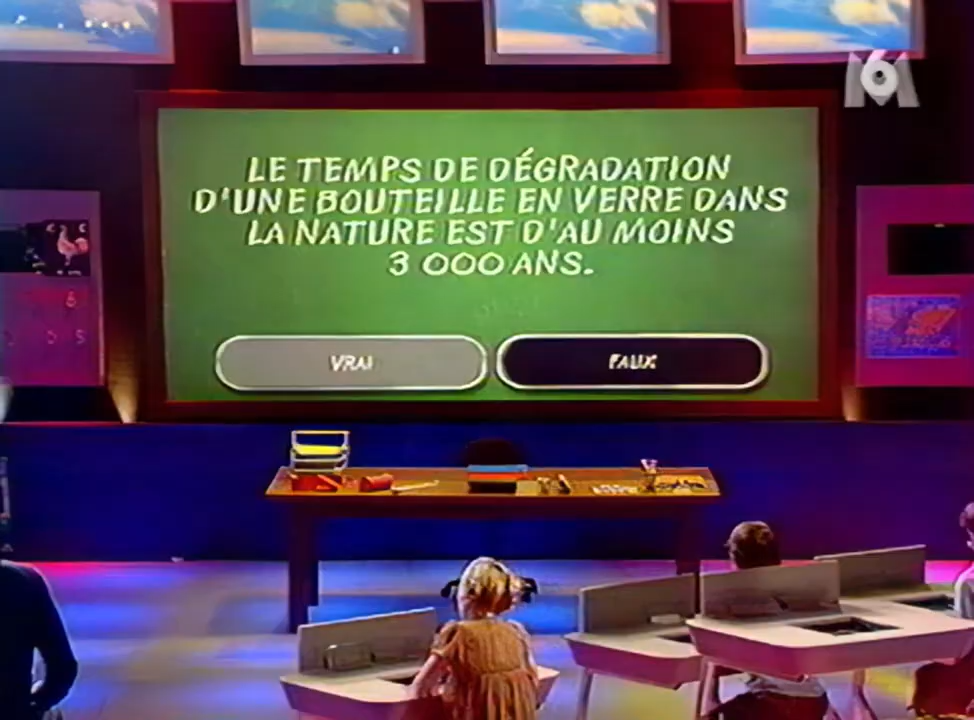 M6
LE TEMPS DE DÉGRADATION
D'UNE BOUTEILLE EN VERRE DANS
LA NATURE EST D'AU MOINS
3 000 ANS.
VRAI
FAUX